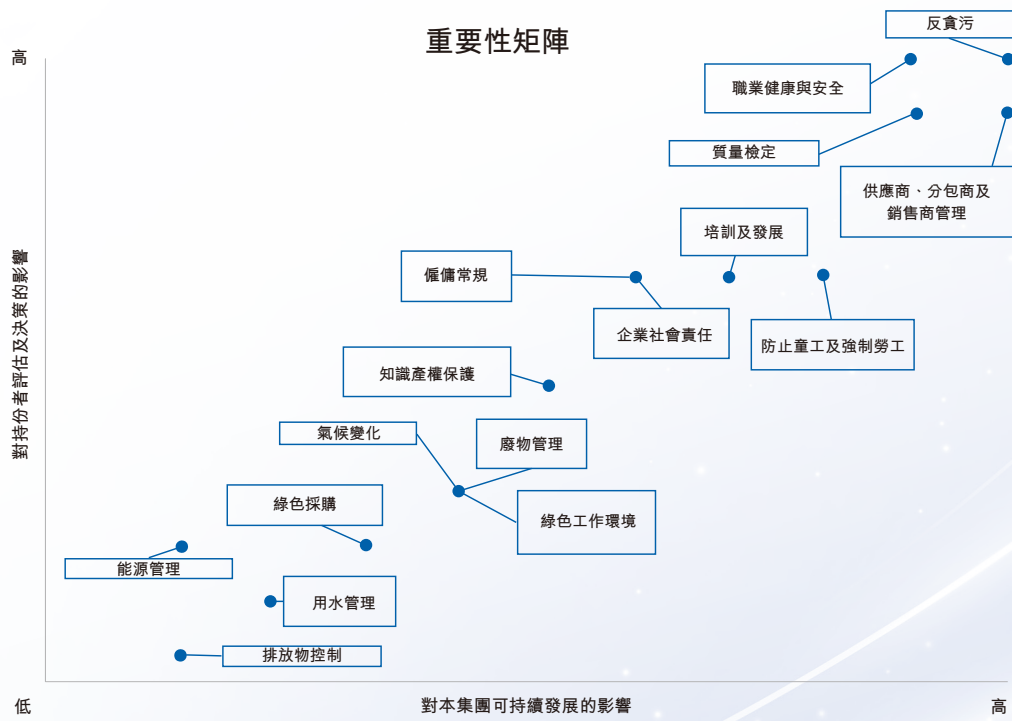 重要性矩陣
高
反貪污
職業健康與安全
質量檢定
供應商、分包商及
銷售商管理
培訓及發展
僱傭常規
企業社會責任
防止童工及強制勞工
對持份者評估及決策的影響
知識產權保護
氣候變化
廢物管理
綠色採購
綠色工作環境
能源管理
用水管理
排放物控制
低
對本集團可持續發展的影響
高